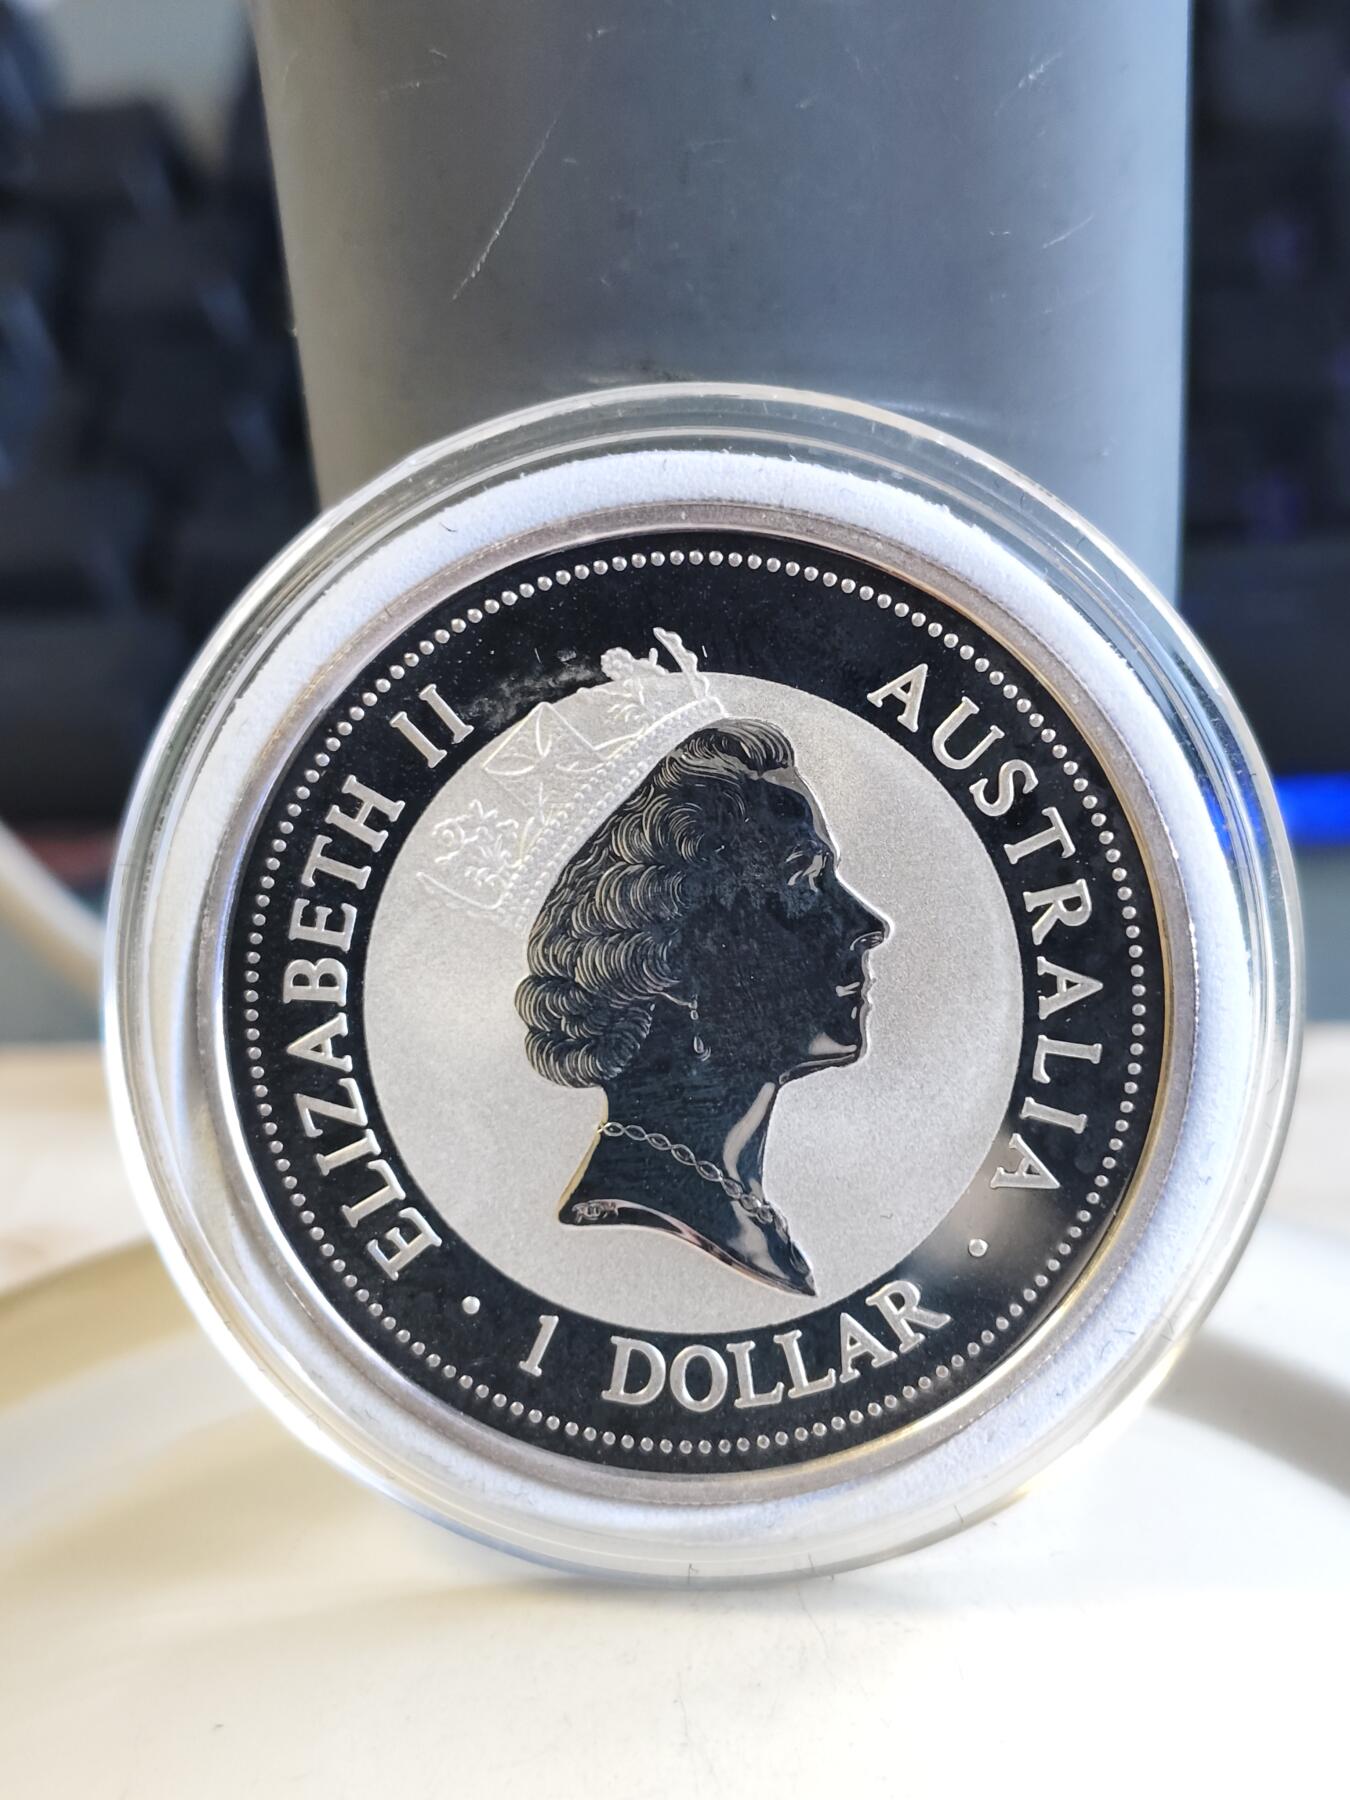 ELIZABETH II
AUSTRALIA
• 1 DOLLAR •